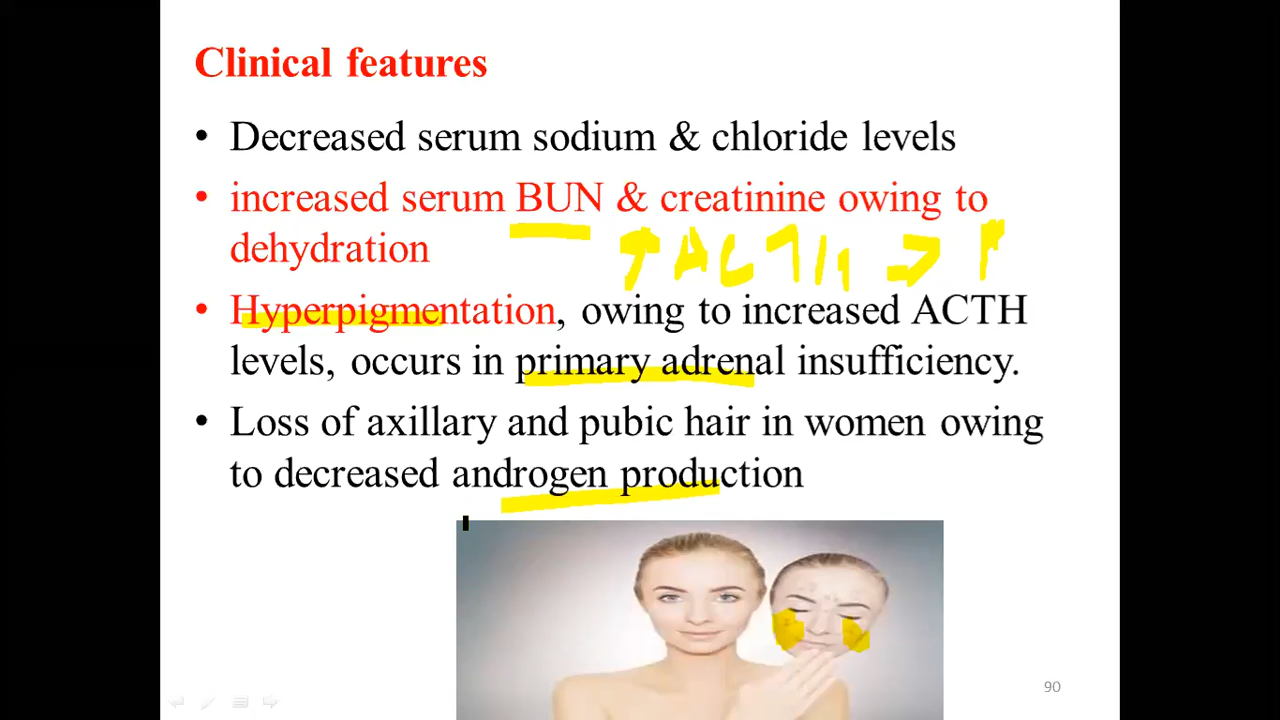 Clinical features
• Decreased serum sodium & chloride levels
• increased serum BUN & creatinine owing to
dehydration
↑ ACTH → P
• Hyperpigmentation, owing to increased ACTH
levels, occurs in primary adrenal insufficiency.
• Loss of axillary and pubic hair in women owing
to decreased androgen production
90